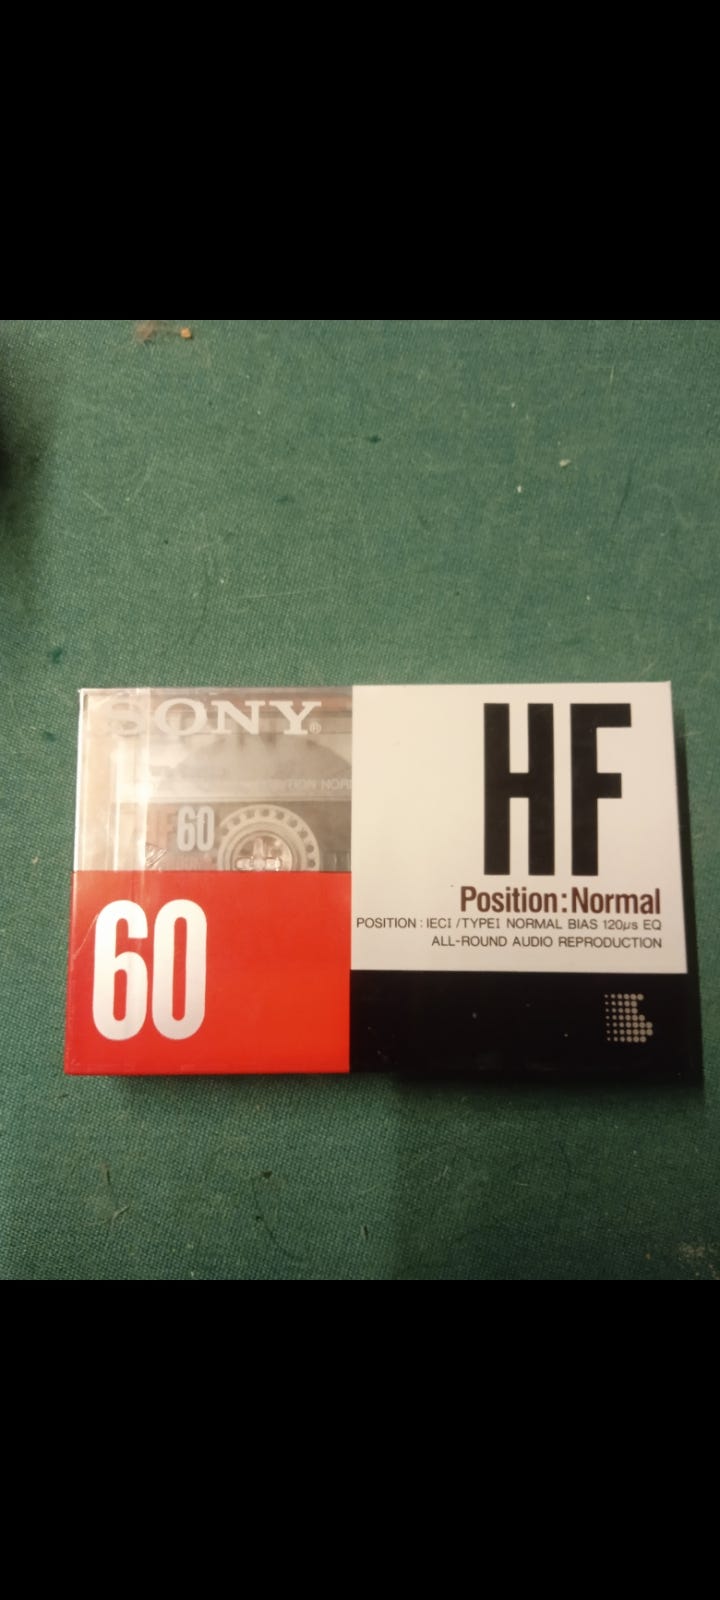 SONY®
HF
60
Position:Normal
POSITION : IECI / TYPEI NORMAL BIAS 120µs EQ
ALL-ROUND AUDIO REPRODUCTION
60